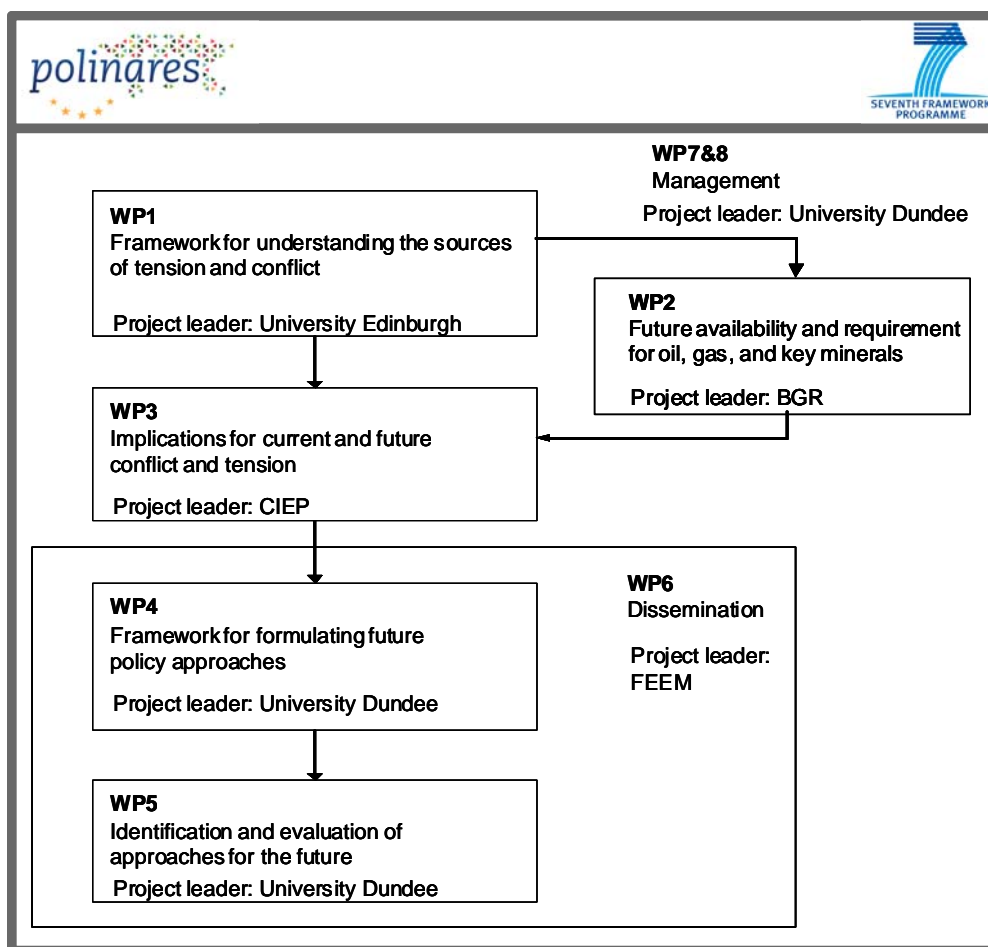 polinares
7
SEVENTH FRAMEWORK
PROGRAMME
WP7&8
Management
Project leader: University Dundee
WP1
Framework for understanding the sources
of tension and conflict
Project leader: University Edinburgh
WP2
Future availability and requirement
for oil, gas, and key minerals
Project leader: BGR
WP3
Implications for current and future
conflict and tension
Project leader: CIEP
WP4
Framework for formulating future
policy approaches
Project leader: University Dundee
WP6
Dissemination
Project leader:
FEEM
WP5
Identification and evaluation of
approaches for the future
Project leader: University Dundee